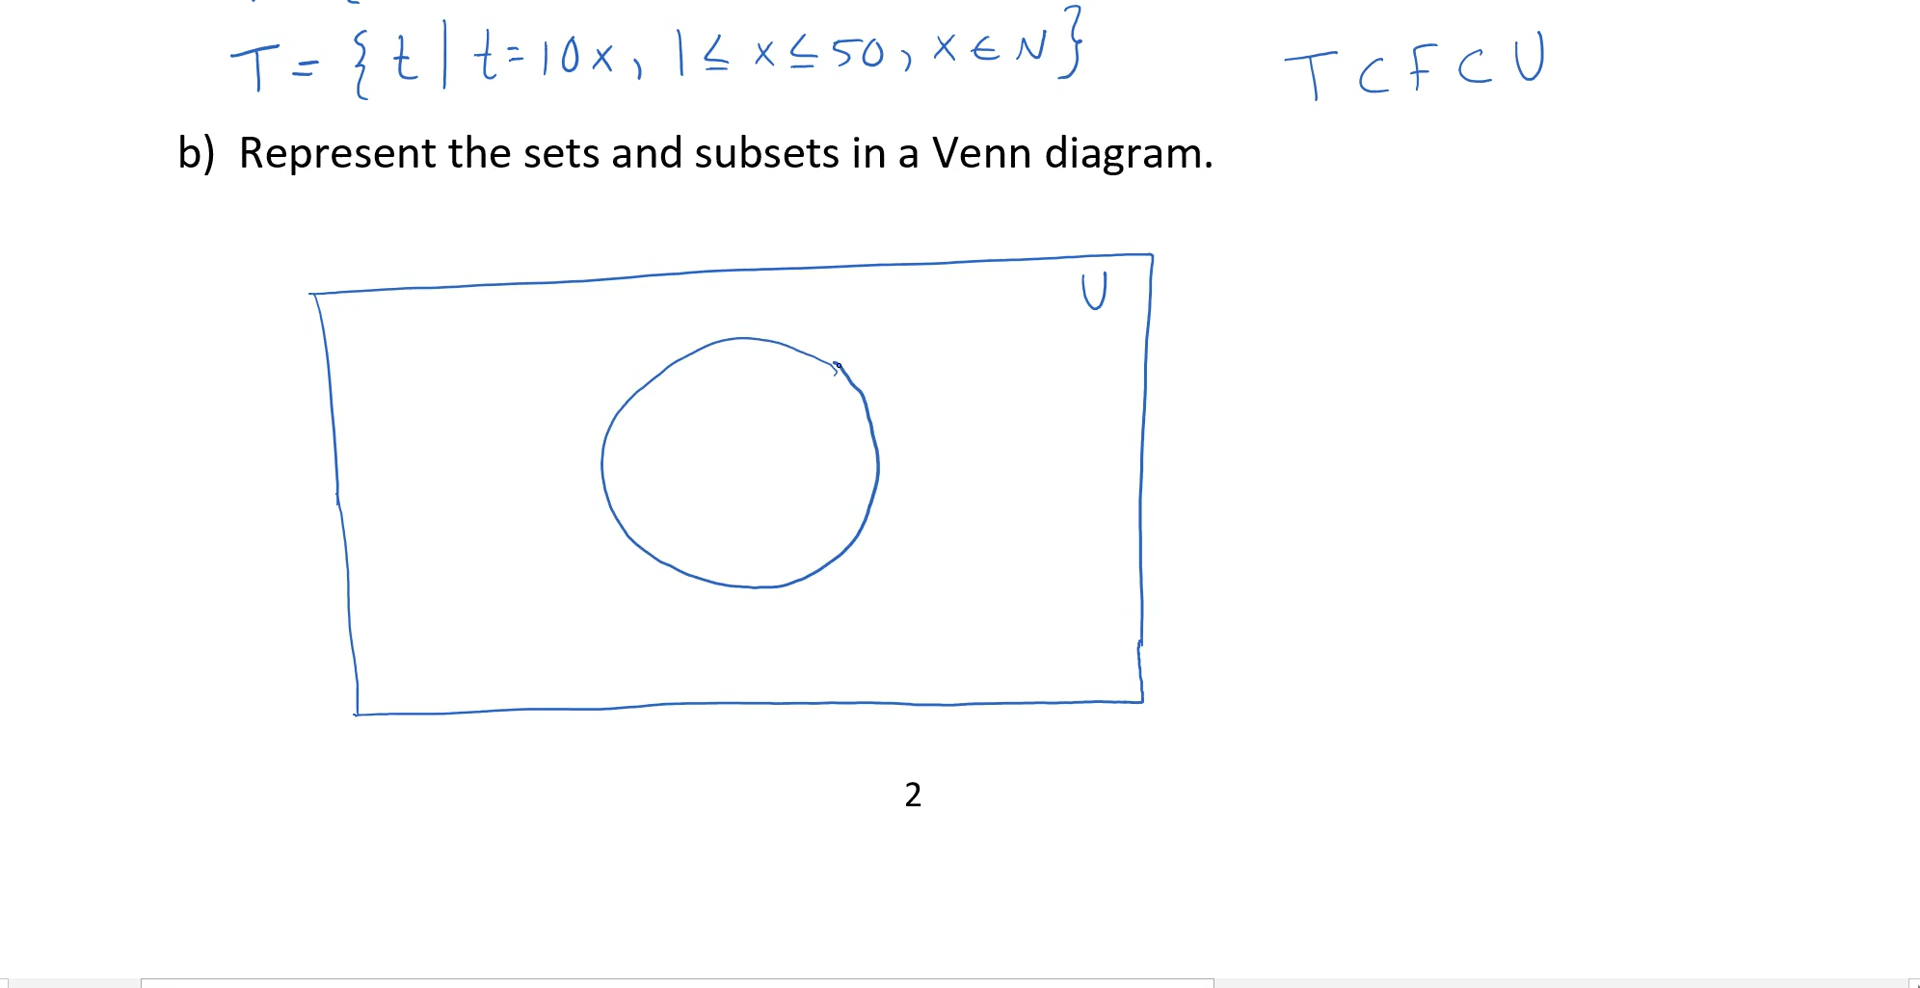 T = { t | t = 10x, 1 ≤ x ≤ 50, x ∈ N } T ⊂ F ⊂ U
b) Represent the sets and subsets in a Venn diagram.
U
2